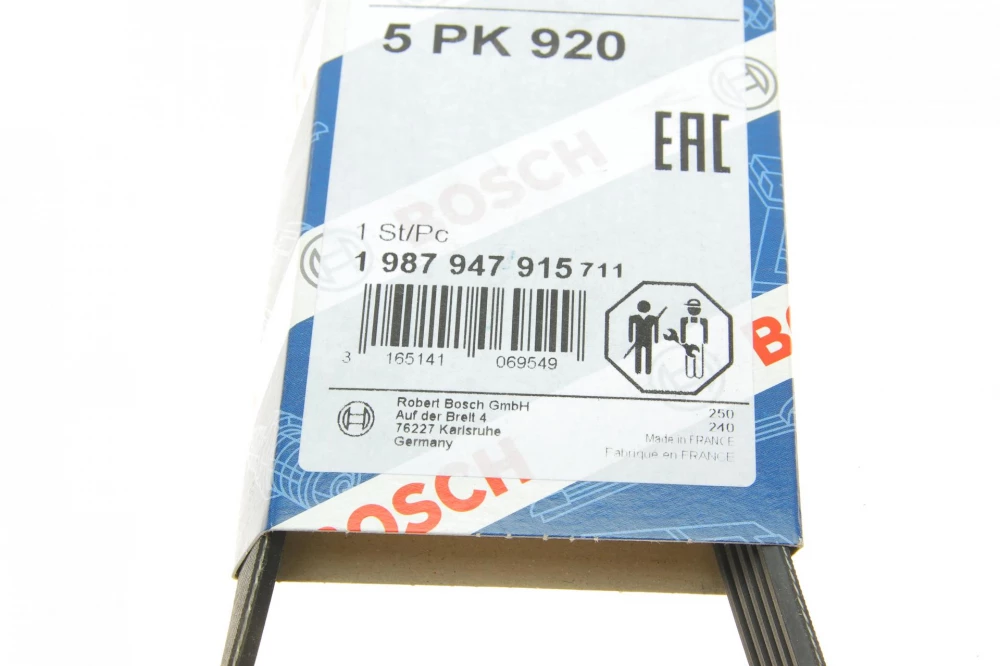 5 PK 920
EAC
BOSCH
1 St/Pc
1 987 947 915 711
3 165141 069549
Robert Bosch GmbH
Auf der Breit 4
76227 Karlsruhe
Germany
250
240
Made in FRANCE
Fabriqué en FRANCE
BO
BOSCH